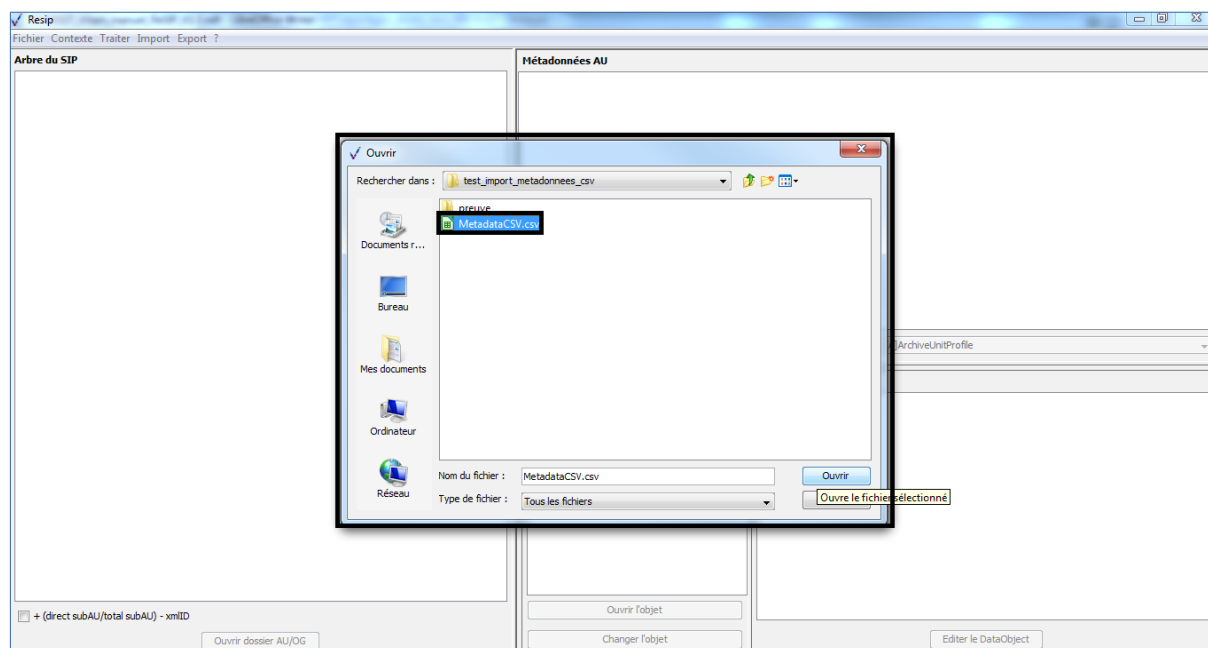 Resip
Fichier Contexte Traiter Import Export ?
Arbre du SIP
Métadonnées AU
Ouvrir
Rechercher dans :
test_import_metadonnees_csv
preuve
MetadataCSV.csv
Documents r...
Bureau
Mes documents
Ordinateur
Réseau
Nom du fichier :
MetadataCSV.csv
Ouvrir
Type de fichier :
Tous les fichiers
Ouvre le fichier sélectionné
ArchiveUnitProfile
+ (direct subAU/total subAU) - xmlID
Ouvrir dossier AU/OG
Ouvrir l'objet
Changer l'objet
Editer le DataObject